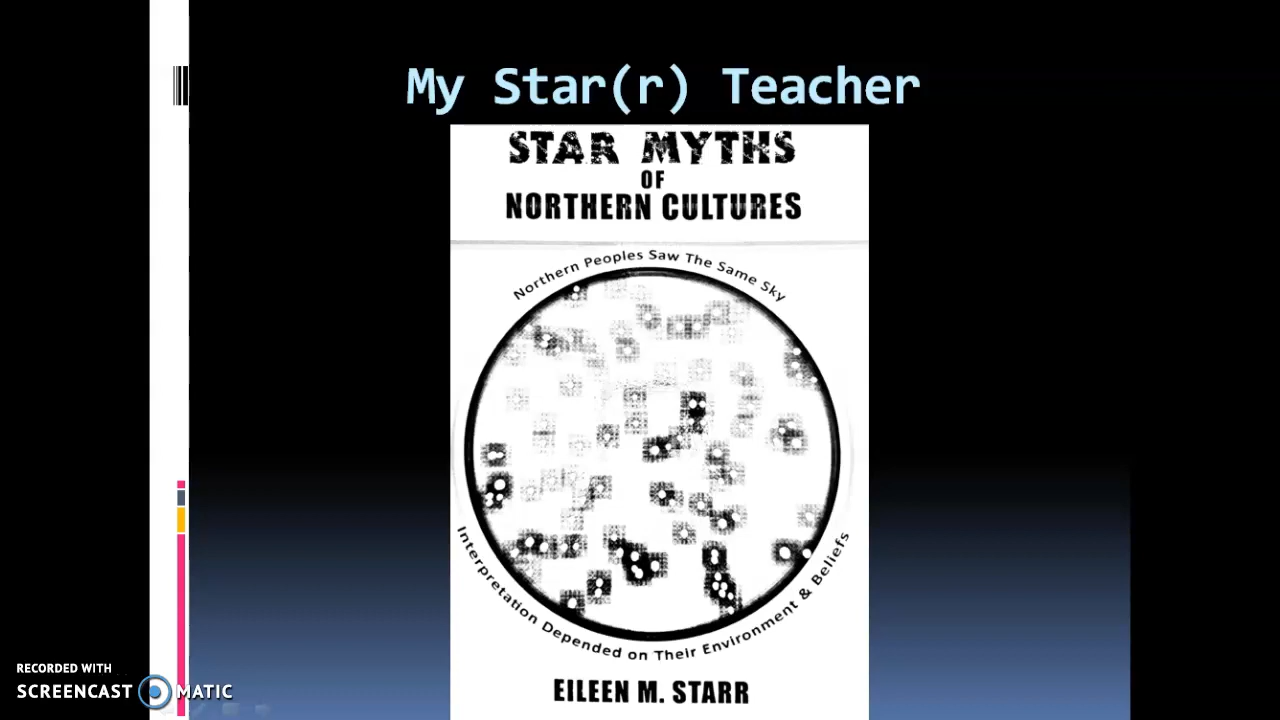 My Star(r) Teacher
STAR MYTHS
OF
NORTHERN CULTURES
Northern Peoples Saw The Same Sky
Interpretation Depended on Their Environment & Beliefs
EILEEN M. STARR
RECORDED WITH
SCREENCAST MATIC